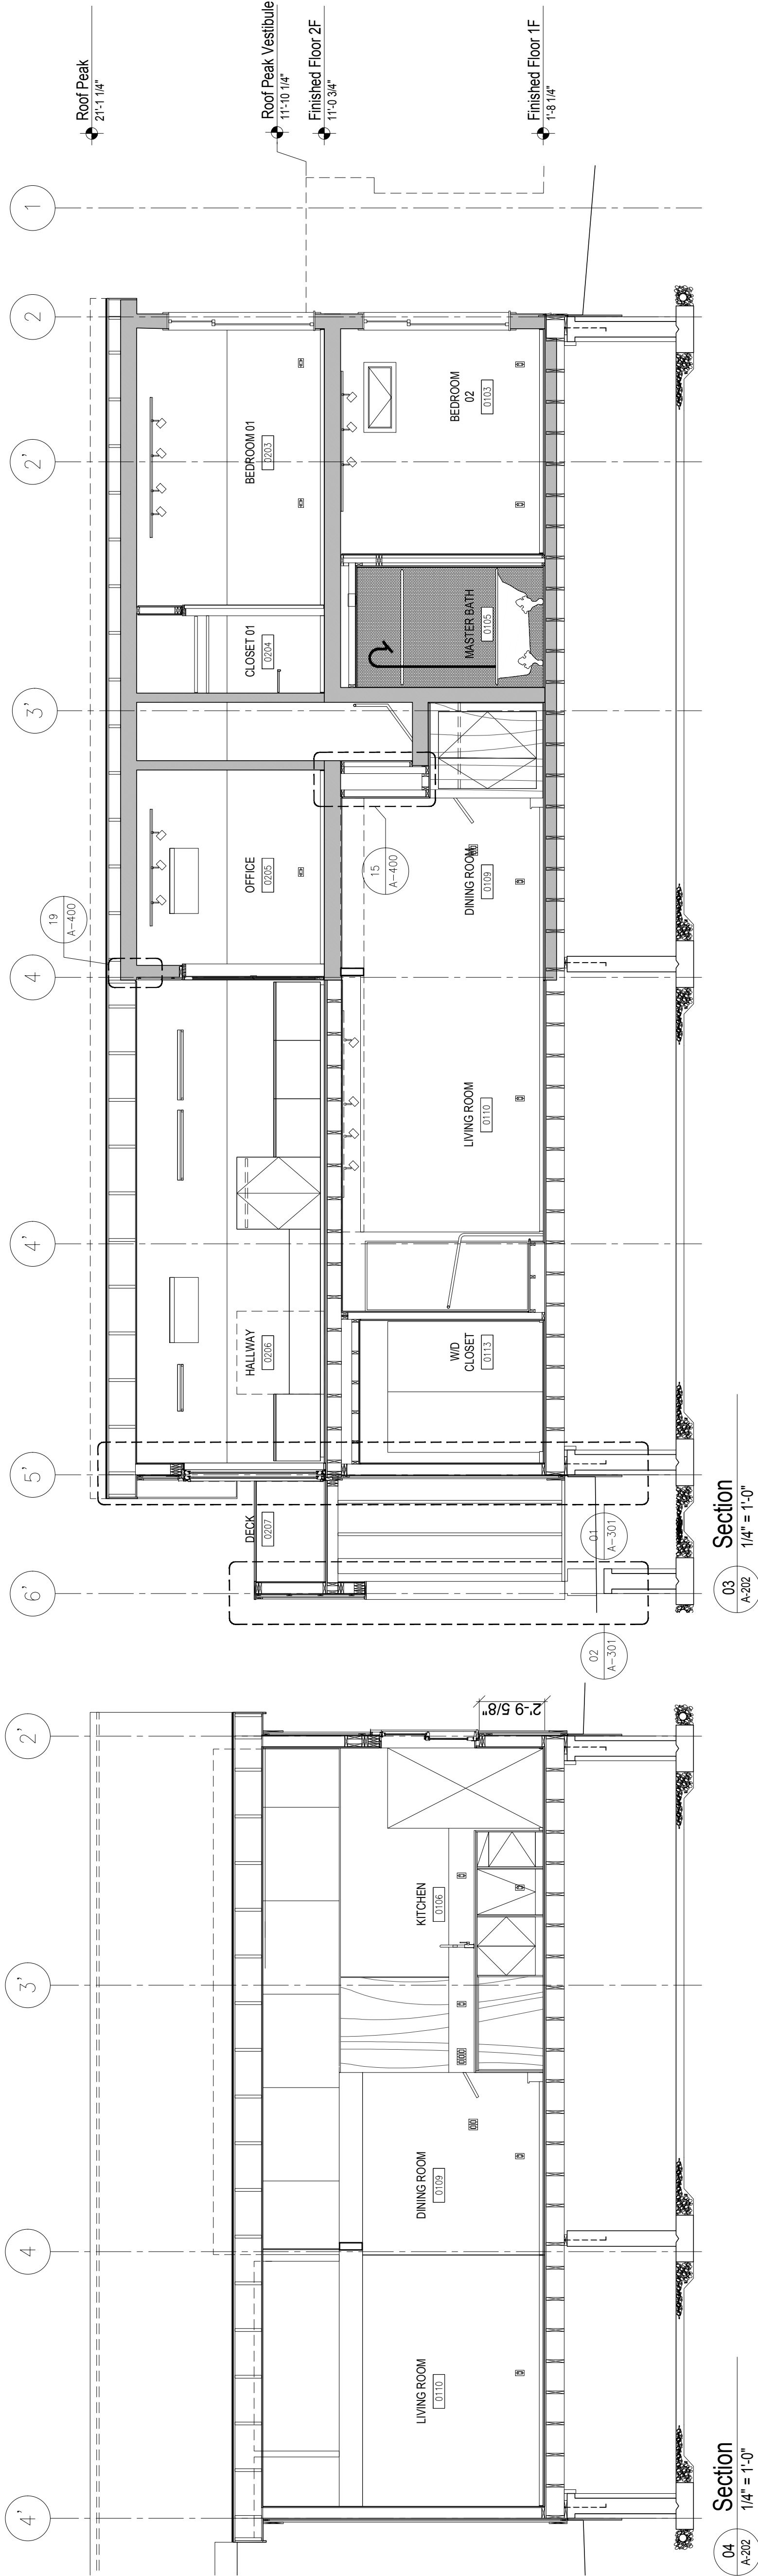 4'
4
3'
2'
LIVING ROOM
0110
DINING ROOM
0109
KITCHEN
0106
2'-9 5/8"
04
A-202
Section
1/4" = 1'-0"
6'
5'
4'
4
3'
2'
2
1
19
A-400
DECK
0207
HALLWAY
0206
OFFICE
0205
CLOSET 01
0204
BEDROOM 01
0203
15
A-400
W/D
CLOSET
0113
LIVING ROOM
0110
DINING ROOM
0109
MASTER BATH
0105
BEDROOM
02
0103
02
A-301
01
A-301
Roof Peak
21'-1 1/4"
Roof Peak Vestibule
11'-10 1/4"
Finished Floor 2F
11'-0 3/4"
Finished Floor 1F
1'-8 1/4"
03
A-202
Section
1/4" = 1'-0"